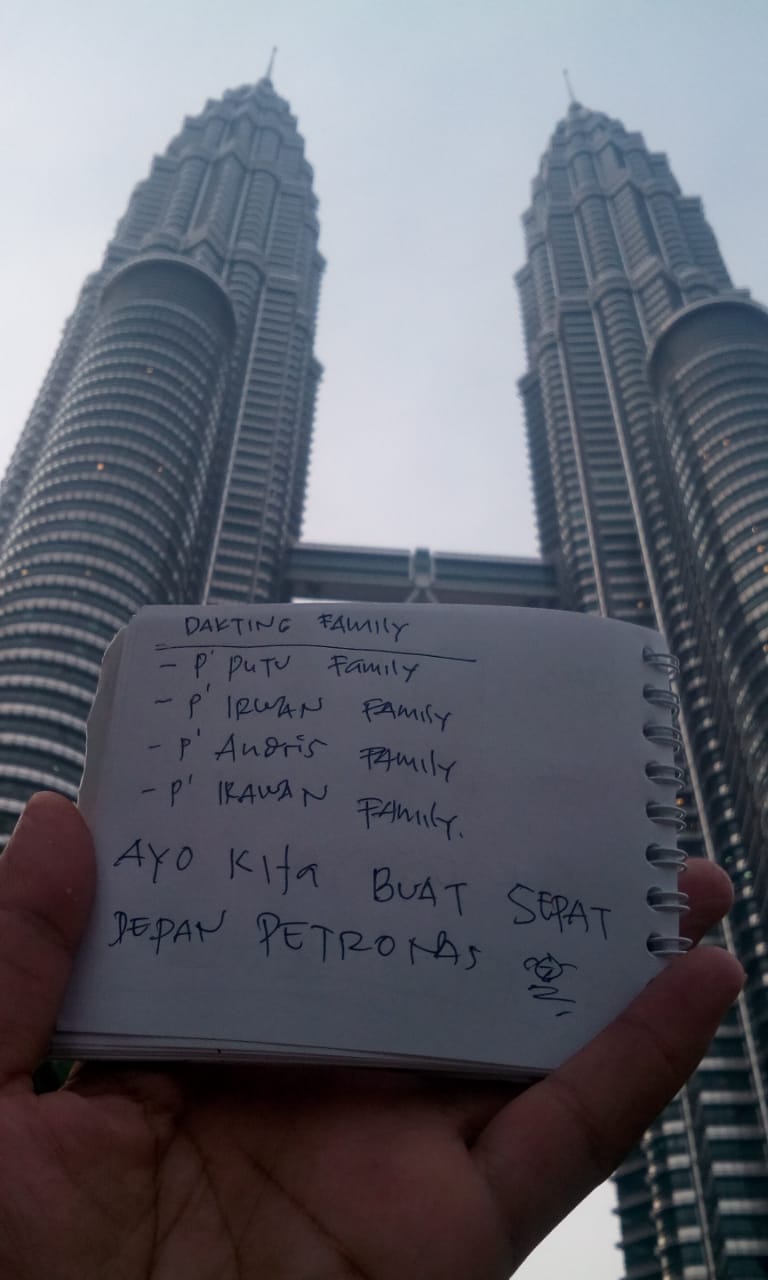 DAKTING FAMILY
- P' PUTU FAMILY
- P' IRWAN FAMILY
- P' ANDRIS FAMILY
- P' IRAWAN FAMILY.
AYO KITA BUAT SEPAT
DEPAN PETRONAS